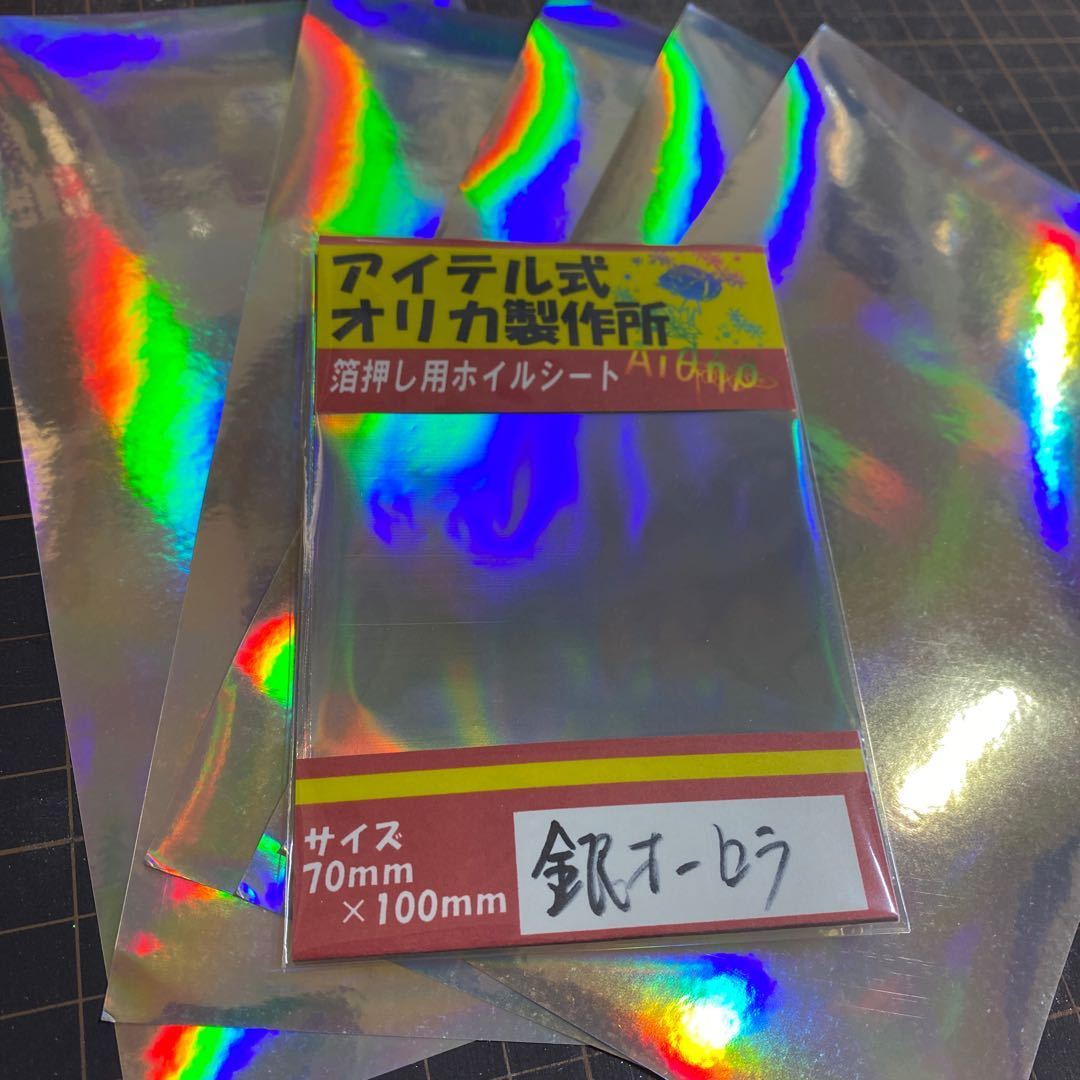 アイテル式
オリカ製作所
箔押し用ホイルシート
サイズ
70mm
×100mm
銀オーロラ